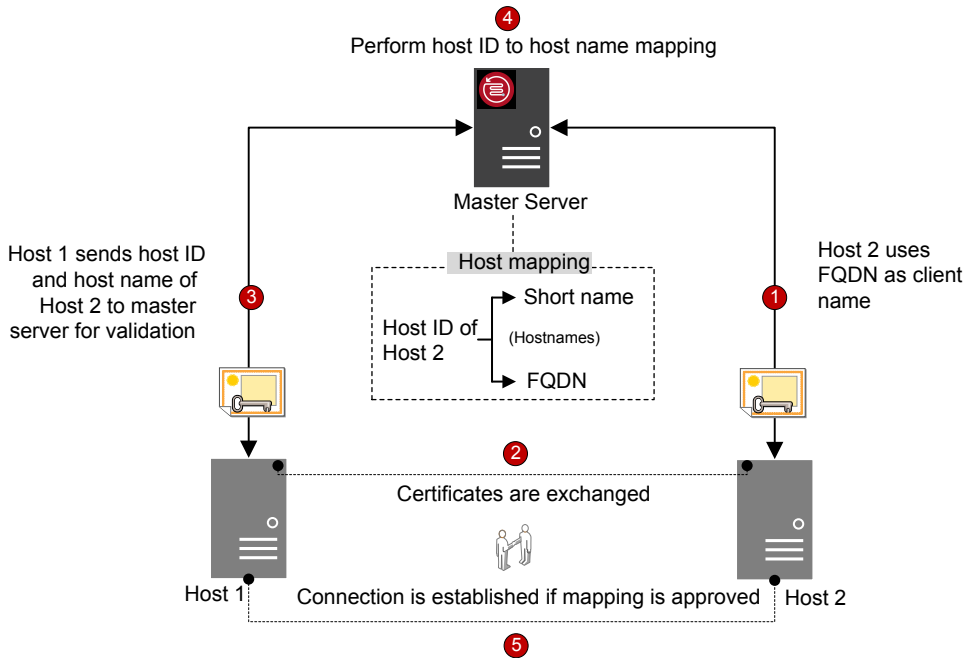 4
Perform host ID to host name mapping
Master Server
Host 1 sends host ID
and host name of
Host 2 to master
server for validation
3
Host mapping
Host ID of
Host 2
Short name
(Hostnames)
FQDN
1
Host 2 uses
FQDN as client
name
2
Certificates are exchanged
Host 1
Connection is established if mapping is approved
Host 2
5